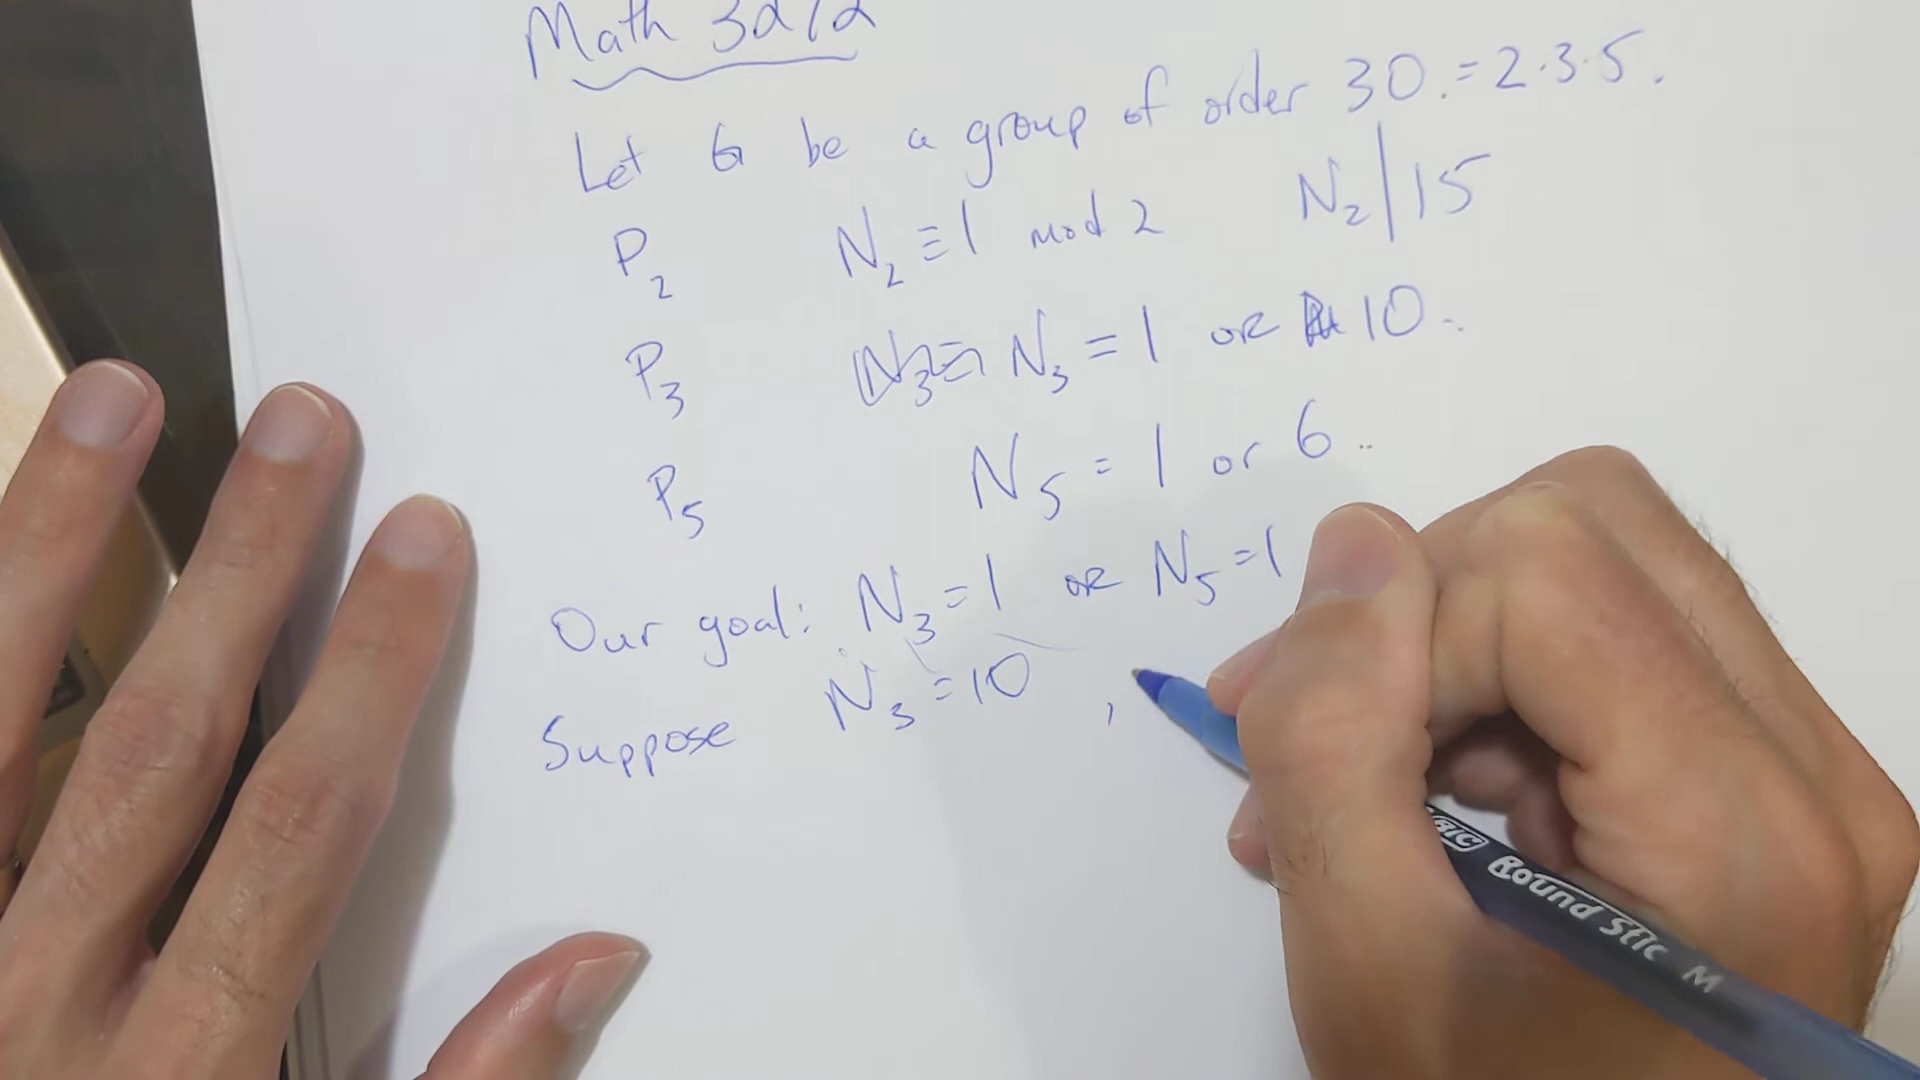 Math
Let G be a group of order 30. = 2·3·5.
P2 N2 ≡ 1 mod 2 N2 | 15
P3 N3 ≡ N3 = 1 or 10.
P5 N5 = 1 or 6.
Our goal: N3 = 1 or N5 = 1
Suppose N3 = 10 ,
BIC Round Stic M